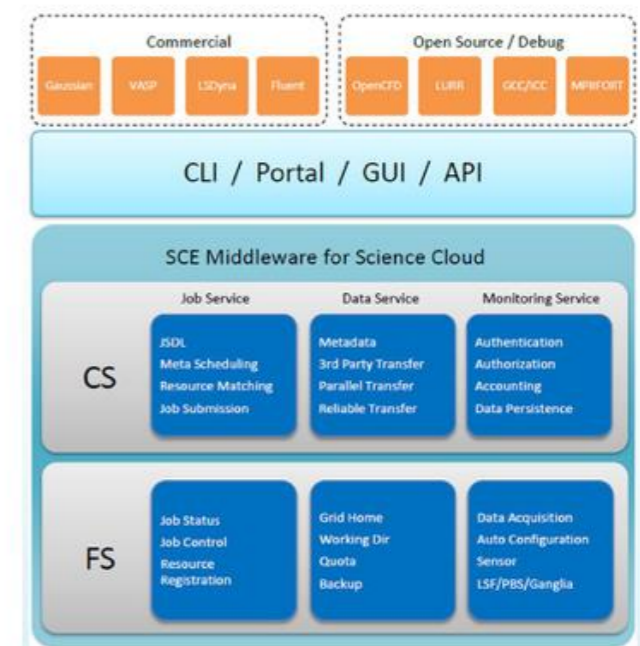 Commercial
Gaussian
VASP
LSDyna
Fluent
Open Source / Debug
OpenCFD
LURR
GCC/ICC
MPIFORT
CLI / Portal / GUI / API
SCE Middleware for Science Cloud
Job Service
Data Service
Monitoring Service
CS
JSDL
Meta Scheduling
Resource Matching
Job Submission
Metadata
3rd Party Transfer
Parallel Transfer
Reliable Transfer
Authentication
Authorization
Accounting
Data Persistence
FS
Job Status
Job Control
Resource
Registration
Grid Home
Working Dir
Quota
Backup
Data Acquisition
Auto Configuration
Sensor
LSF/PBS/Ganglia